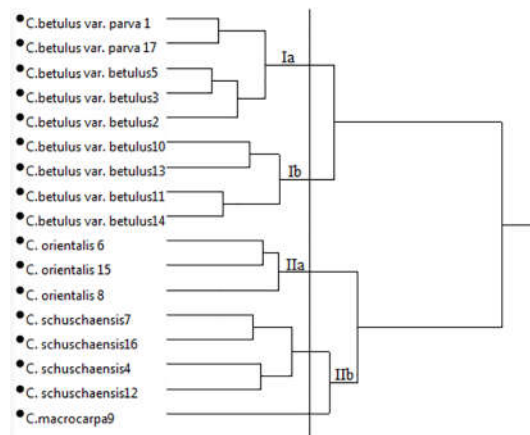 C.betulus var. parva 1
C.betulus var. parva 17
Ia
C.betulus var. betulus5
C.betulus var. betulus3
C.betulus var. betulus2
C.betulus var. betulus10
C.betulus var. betulus13
Ib
C.betulus var. betulus11
C.betulus var. betulus14
C. orientalis 6
IIa
C. orientalis 15
C. orientalis 8
C. schuschaensis7
C. schuschaensis16
C. schuschaensis4
IIb
C. schuschaensis12
C.macrocarpa9